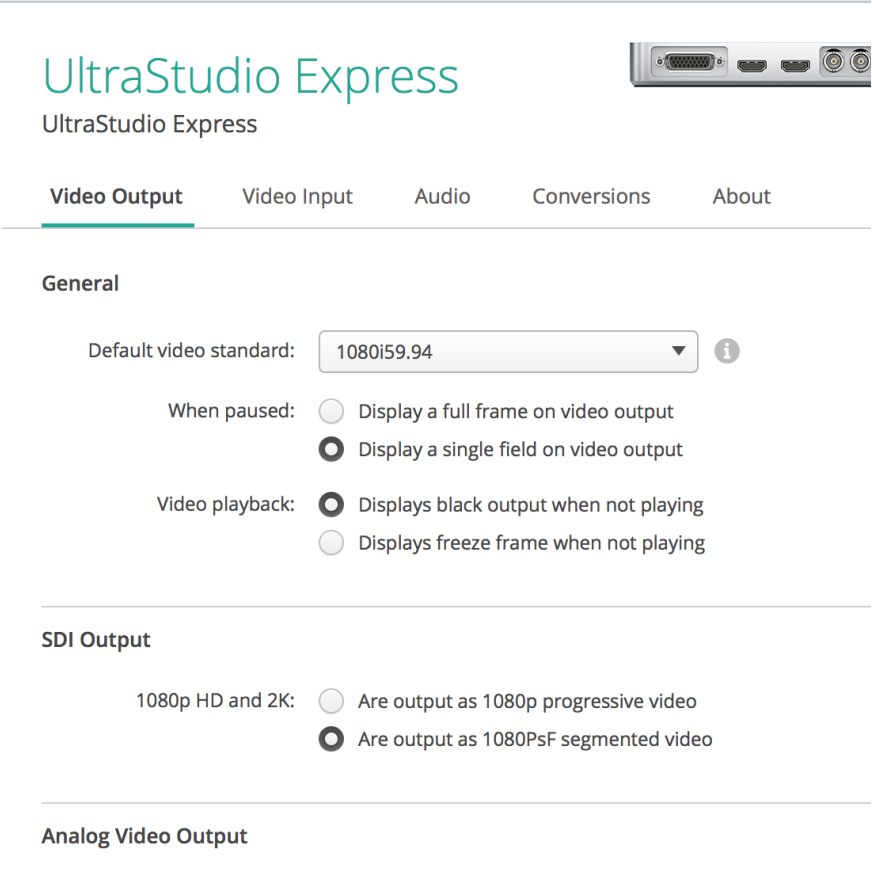 UltraStudio Express
UltraStudio Express
Video Output Video Input Audio Conversions About
General
Default video standard: 1080i59.94
When paused: Display a full frame on video output
Display a single field on video output
Video playback: Displays black output when not playing
Displays freeze frame when not playing
SDI Output
1080p HD and 2K: Are output as 1080p progressive video
Are output as 1080PsF segmented video
Analog Video Output